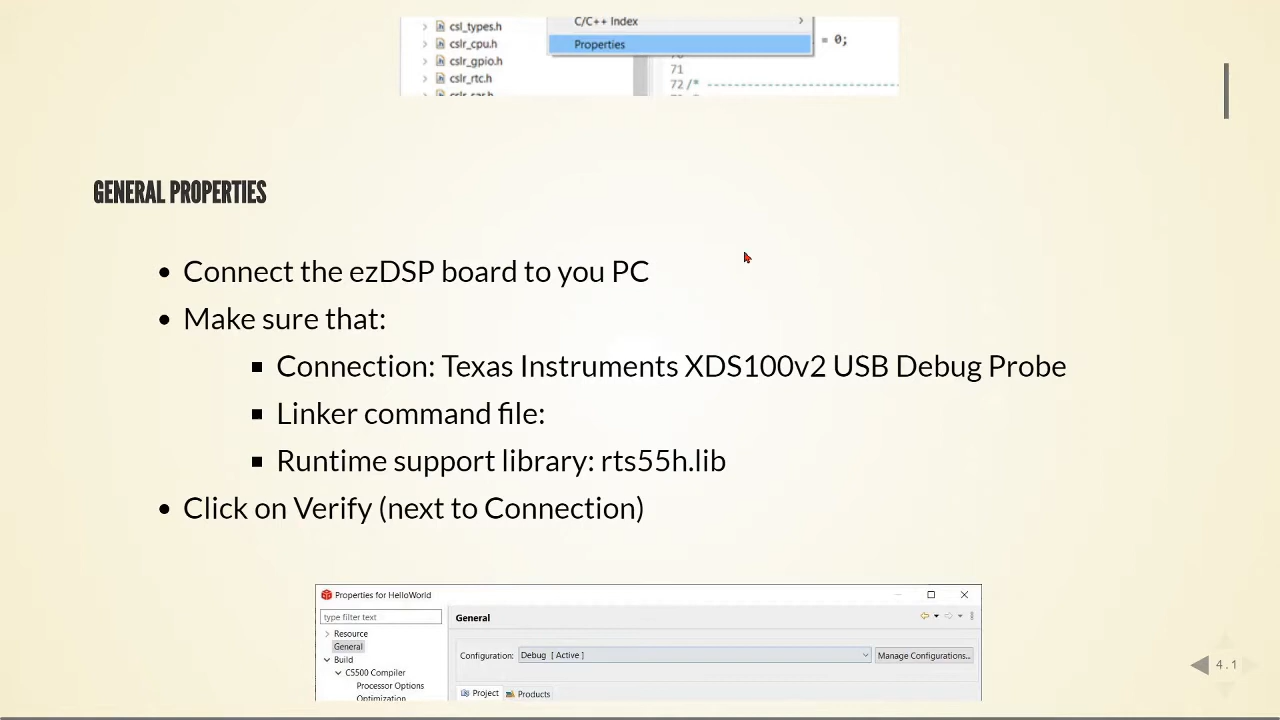 csl_types.h
C/C++ Index
cslr_cpu.h
Properties
= 0;
cslr_gpio.h
71
cslr_rtc.h
72 /* -----------------------------
GENERAL PROPERTIES
• Connect the ezDSP board to you PC
• Make sure that:
▪ Connection: Texas Instruments XDS100v2 USB Debug Probe
▪ Linker command file:
▪ Runtime support library: rts55h.lib
• Click on Verify (next to Connection)
Properties for HelloWorld
type filter text
General
Resource
General
Build
Configuration: Debug [ Active ]
Manage Configurations...
C5500 Compiler
Processor Options
Project
Products
Optimization
4.1